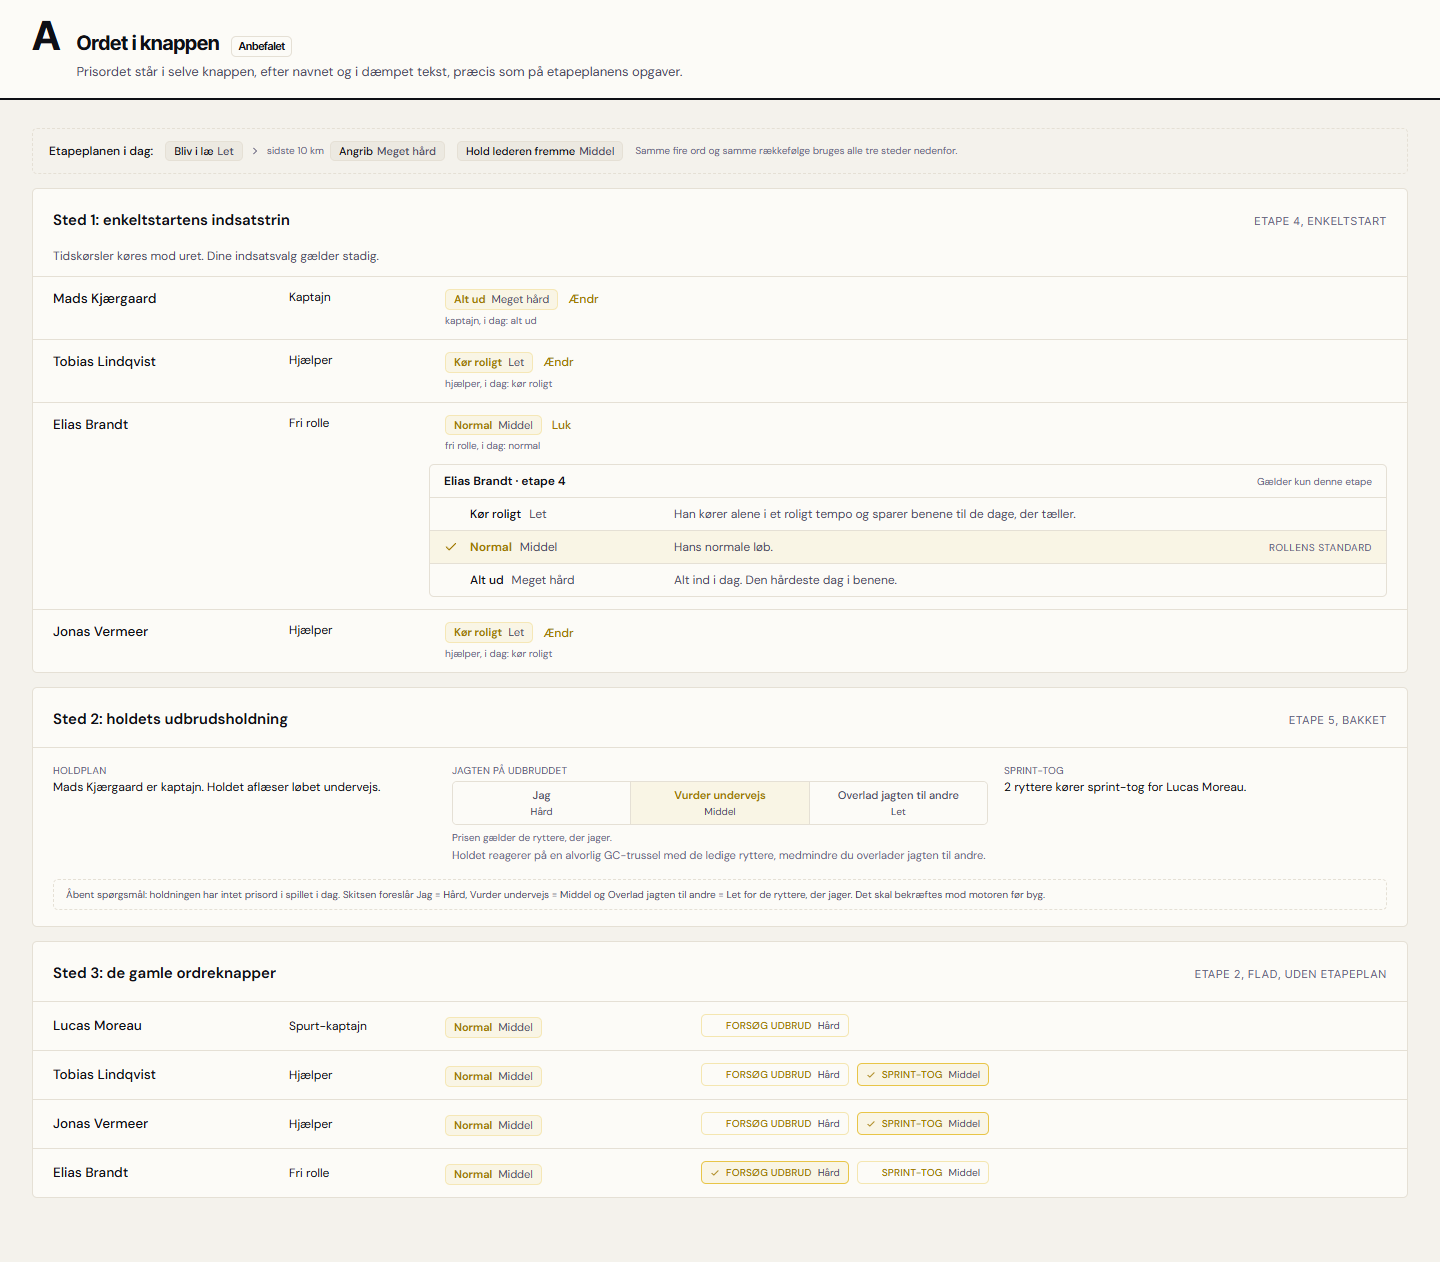 A Ordet i knappen Anbefalet
Prisordet står i selve knappen, efter navnet og i dæmpet tekst, præcis som på etapeplanens opgaver.
Etapeplanen i dag: Bliv i læ Let > sidste 10 km Angrib Meget hård Hold lederen fremme Middel Samme fire ord og samme rækkefølge bruges alle tre steder nedenfor.
Sted 1: enkeltstartens indsatstrin ETAPE 4, ENKELTSTART
Tidskørsler køres mod uret. Dine indsatsvalg gælder stadig.
Mads Kjærgaard Kaptajn Alt ud Meget hård Ændr
kaptajn, i dag: alt ud
Tobias Lindqvist Hjælper Kør roligt Let Ændr
hjælper, i dag: kør roligt
Elias Brandt Fri rolle Normal Middel Luk
fri rolle, i dag: normal
Elias Brandt · etape 4 Gælder kun denne etape
Kør roligt Let Han kører alene i et roligt tempo og sparer benene til de dage, der tæller.
✓ Normal Middel Hans normale løb. ROLLENS STANDARD
Alt ud Meget hård Alt ind i dag. Den hårdeste dag i benene.
Jonas Vermeer Hjælper Kør roligt Let Ændr
hjælper, i dag: kør roligt
Sted 2: holdets udbrudsholdning ETAPE 5, BAKKET
HOLDPLAN
Mads Kjærgaard er kaptajn. Holdet aflæser løbet undervejs.
JAGTEN PÅ UDBRUDDET
Jag Vurder undervejs Overlad jagten til andre
Hård Middel Let
Prisen gælder de ryttere, der jager.
Holdet reagerer på en alvorlig GC-trussel med de ledige ryttere, medmindre du overlader jagten til andre.
SPRINT-TOG
2 ryttere kører sprint-tog for Lucas Moreau.
Åbent spørgsmål: holdningen har intet prisord i spillet i dag. Skitsen foreslår Jag = Hård, Vurder undervejs = Middel og Overlad jagten til andre = Let for de ryttere, der jager. Det skal bekræftes mod motoren før byg.
Sted 3: de gamle ordreknapper ETAPE 2, FLAD, UDEN ETAPEPLAN
Lucas Moreau Spurt-kaptajn Normal Middel FORSØG UDBRUD Hård
Tobias Lindqvist Hjælper Normal Middel FORSØG UDBRUD Hård ✓ SPRINT-TOG Middel
Jonas Vermeer Hjælper Normal Middel FORSØG UDBRUD Hård ✓ SPRINT-TOG Middel
Elias Brandt Fri rolle Normal Middel ✓ FORSØG UDBRUD Hård SPRINT-TOG Middel